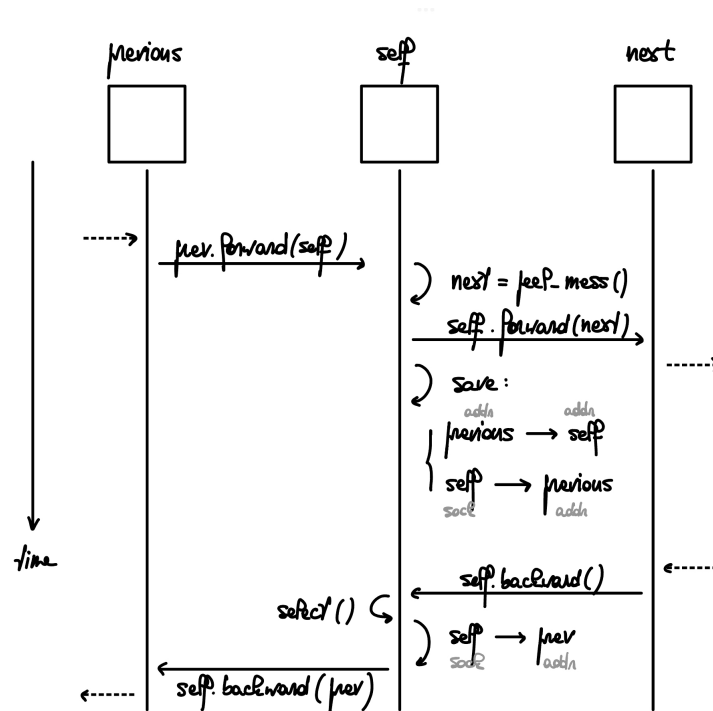 previous
self
next
prev.forward(self)
next = peel_mess()
self.forward(next)
save:
addr addr
previous → self
self → previous
sock addr
time
self.backward()
select()
self → prev
sock addr
self.backward(prev)